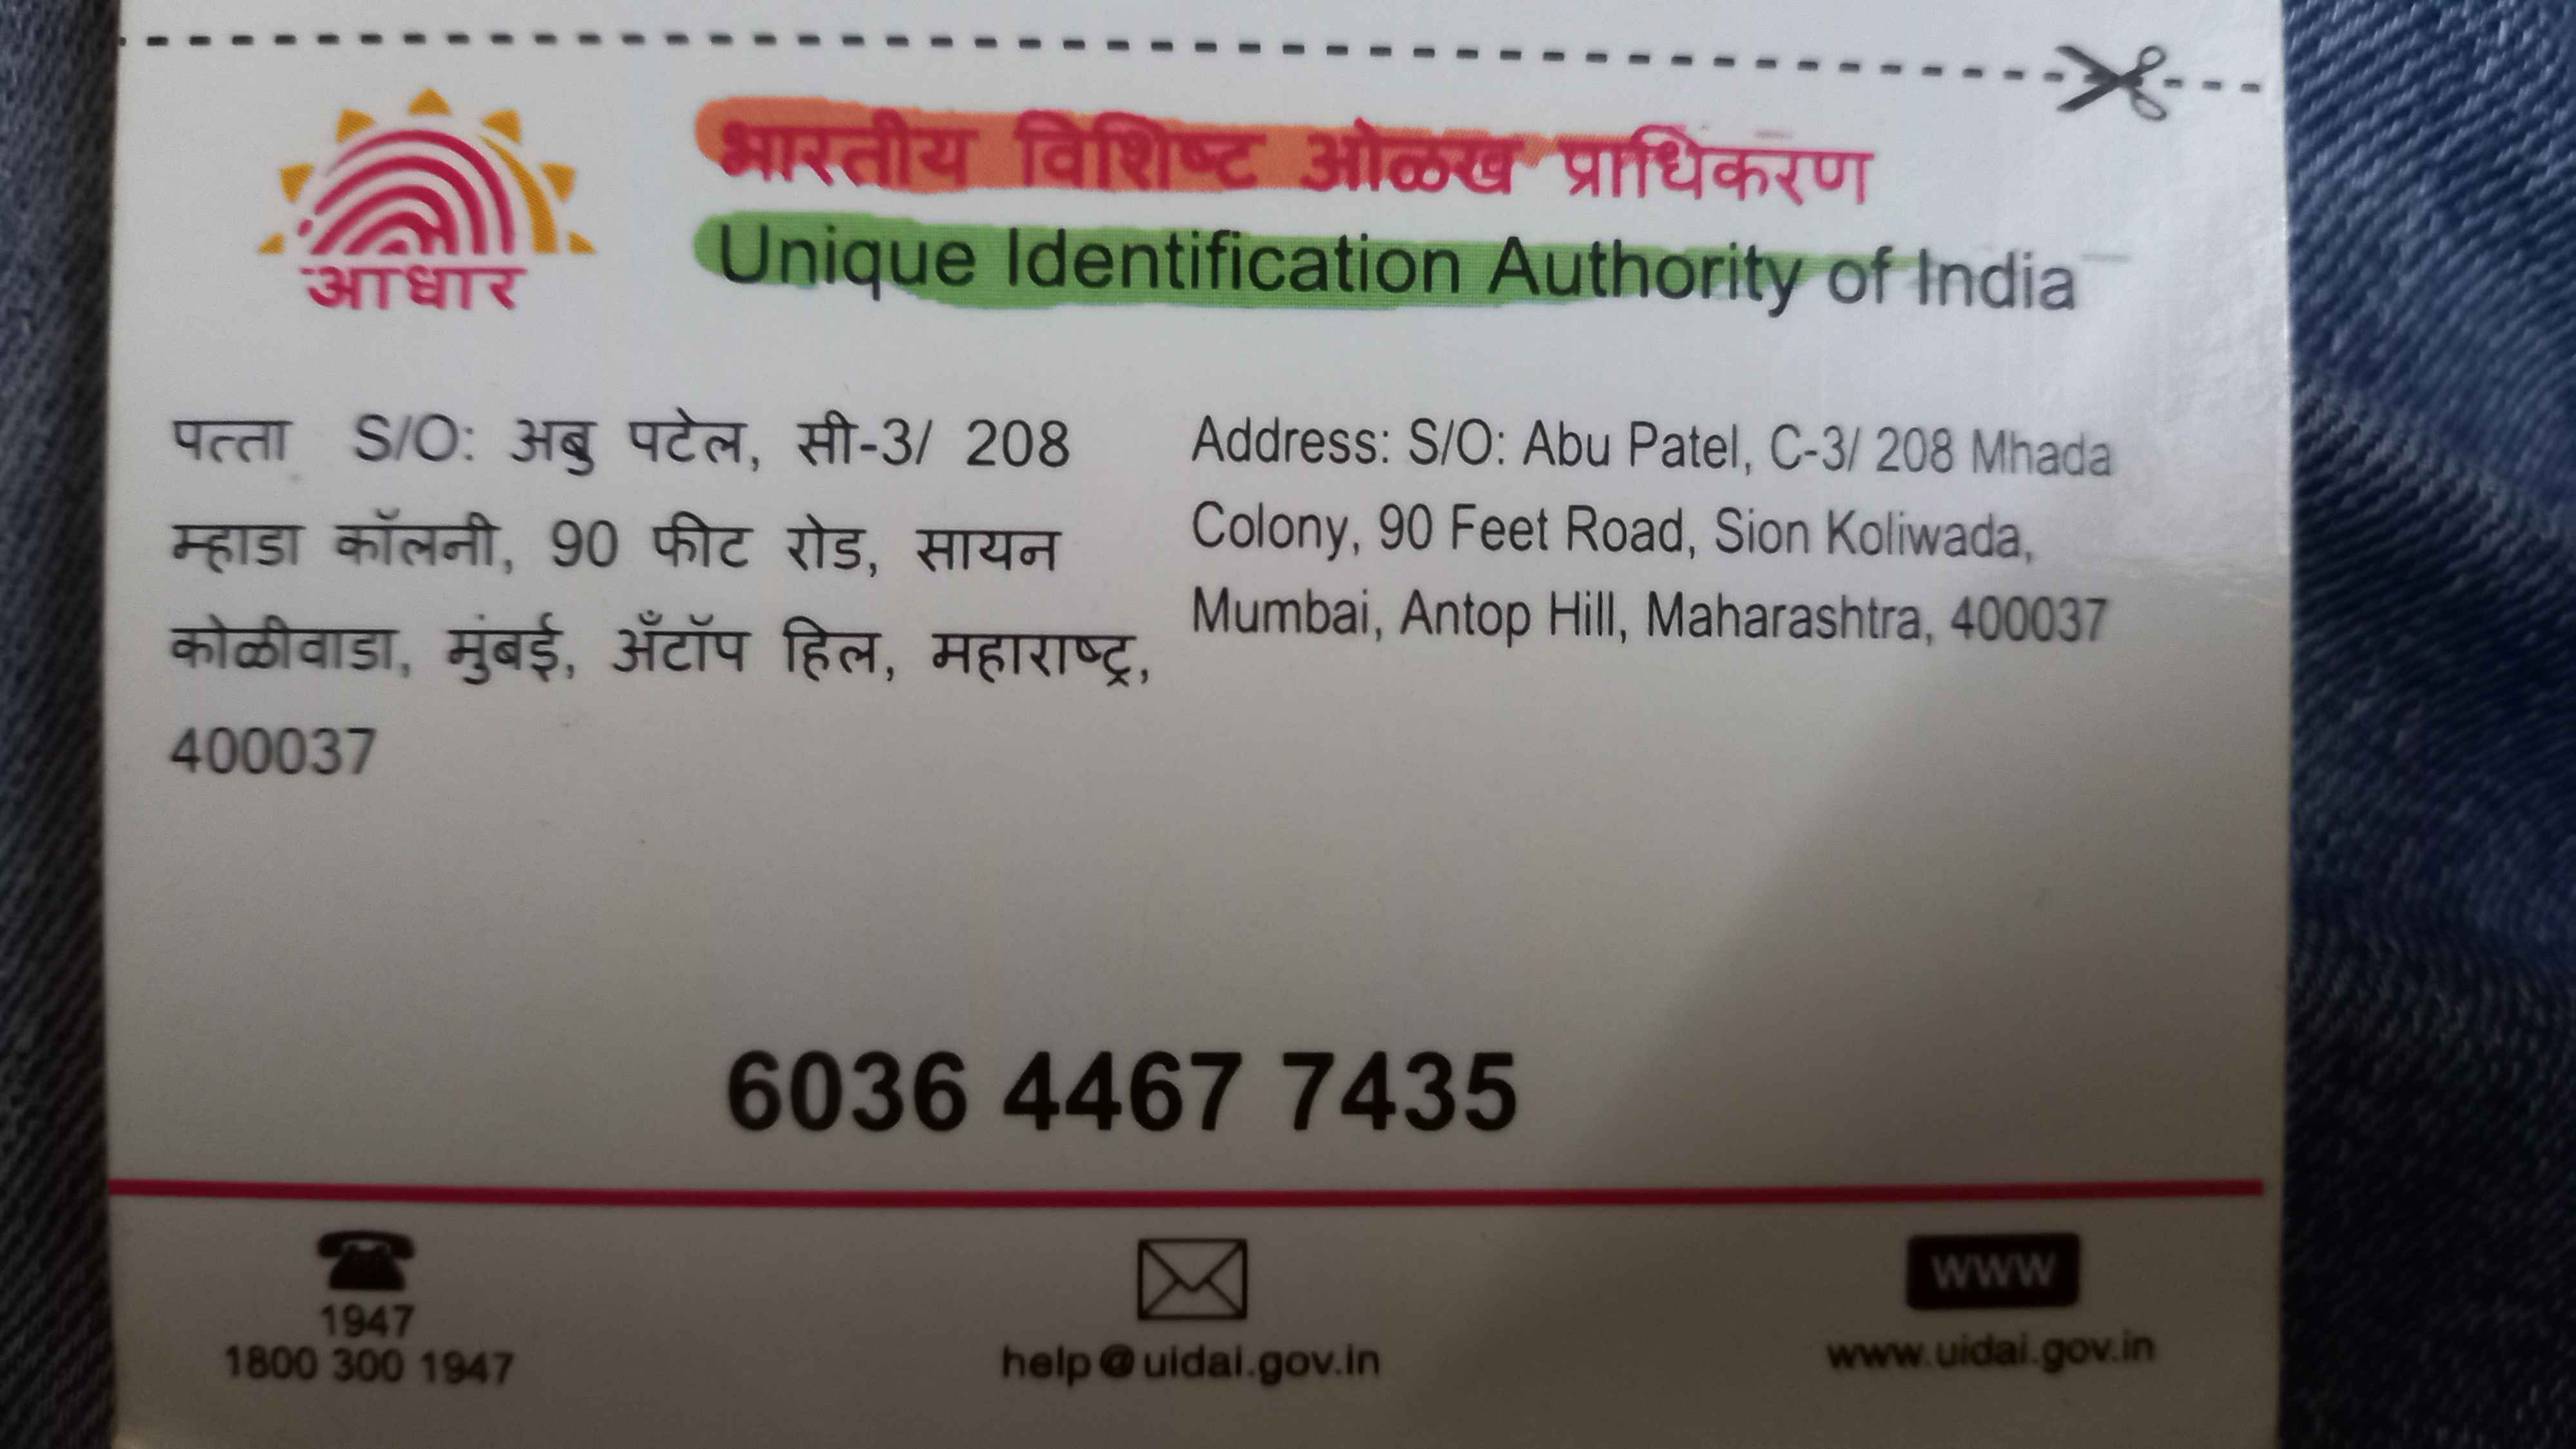 भारतीय विशिष्ट ओळख प्राधिकरण
Unique Identification Authority of India
आधार
पत्ता S/O: अबु पटेल, सी-3/ 208
म्हाडा कॉलनी, 90 फीट रोड, सायन
कोळीवाडा, मुंबई, अँटॉप हिल, महाराष्ट्र,
400037
Address: S/O: Abu Patel, C-3/ 208 Mhada
Colony, 90 Feet Road, Sion Koliwada,
Mumbai, Antop Hill, Maharashtra, 400037
6036 4467 7435
1947
1800 300 1947
help@uidai.gov.in
www
www.uidai.gov.in